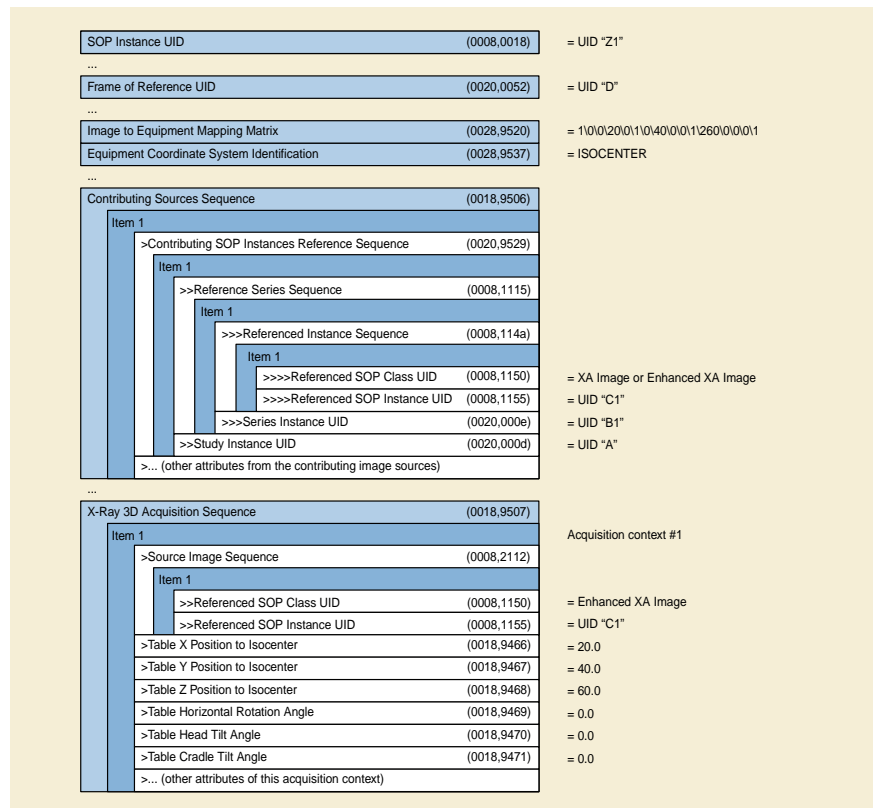 SOP Instance UID (0008,0018) = UID “Z1”
...
Frame of Reference UID (0020,0052) = UID “D”
...
Image to Equipment Mapping Matrix (0028,9520) = 1\0\0\20\0\1\0\40\0\0\1\260\0\0\0\1
Equipment Coordinate System Identification (0028,9537) = ISOCENTER
...
Contributing Sources Sequence (0018,9506)
Item 1
>Contributing SOP Instances Reference Sequence (0020,9529)
Item 1
>>Reference Series Sequence (0008,1115)
Item 1
>>>Referenced Instance Sequence (0008,114a)
Item 1
>>>>Referenced SOP Class UID (0008,1150) = XA Image or Enhanced XA Image
>>>>Referenced SOP Instance UID (0008,1155) = UID “C1”
>>>Series Instance UID (0020,000e) = UID “B1”
>>Study Instance UID (0020,000d) = UID “A”
>... (other attributes from the contributing image sources)
...
X-Ray 3D Acquisition Sequence (0018,9507)
Item 1 Acquisition context #1
>Source Image Sequence (0008,2112)
Item 1
>>Referenced SOP Class UID (0008,1150) = Enhanced XA Image
>>Referenced SOP Instance UID (0008,1155) = UID “C1”
>Table X Position to Isocenter (0018,9466) = 20.0
>Table Y Position to Isocenter (0018,9467) = 40.0
>Table Z Position to Isocenter (0018,9468) = 60.0
>Table Horizontal Rotation Angle (0018,9469) = 0.0
>Table Head Tilt Angle (0018,9470) = 0.0
>Table Cradle Tilt Angle (0018,9471) = 0.0
>... (other attributes of this acquisition context)